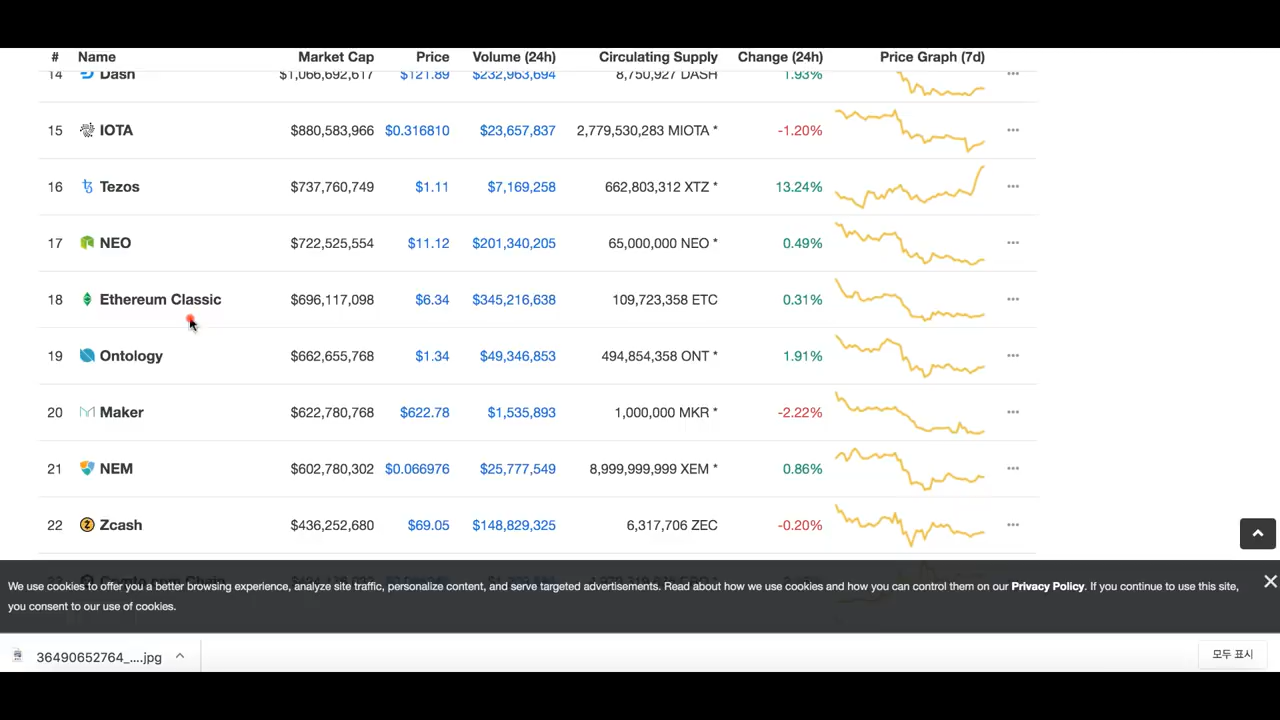 # Name Market Cap Price Volume (24h) Circulating Supply Change (24h) Price Graph (7d)
14 Dash $1,066,692,617 $121.89 $232,963,694 8,750,927 DASH 1.93%
15 IOTA $880,583,966 $0.316810 $23,657,837 2,779,530,283 MIOTA * -1.20%
16 Tezos $737,760,749 $1.11 $7,169,258 662,803,312 XTZ * 13.24%
17 NEO $722,525,554 $11.12 $201,340,205 65,000,000 NEO * 0.49%
18 Ethereum Classic $696,117,098 $6.34 $345,216,638 109,723,358 ETC 0.31%
19 Ontology $662,655,768 $1.34 $49,346,853 494,854,358 ONT * 1.91%
20 Maker $622,780,768 $622.78 $1,535,893 1,000,000 MKR * -2.22%
21 NEM $602,780,302 $0.066976 $25,777,549 8,999,999,999 XEM * 0.86%
22 Zcash $436,252,680 $69.05 $148,829,325 6,317,706 ZEC -0.20%
We use cookies to offer you a better browsing experience, analyze site traffic, personalize content, and serve targeted advertisements. Read about how we use cookies and how you can control them on our Privacy Policy. If you continue to use this site,
you consent to our use of cookies.
36490652764_....jpg 모두 표시